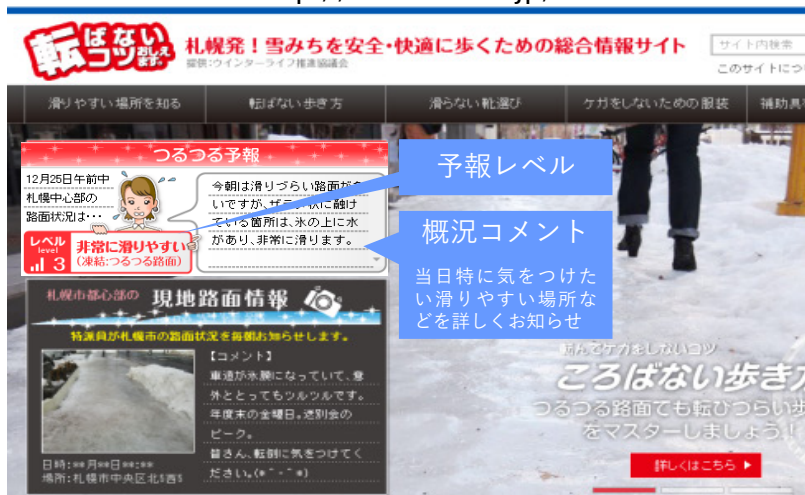 転ばないコツおしえます。
札幌発！雪みちを安全・快適に歩くための総合情報サイト
提供:ウインターライフ推進協議会
サイト内検索
このサイトにつ
滑りやすい場所を知る
転ばない歩き方
滑らない靴選び
ケガをしないための服装
補助具
つるつる予報
12月25日午前中
札幌中心部の
路面状況は・・・
今朝は滑りづらい路面が
いですが、ザラメ状に融け
ている箇所は、氷の上に水
があり、非常に滑ります。
レベル
level
3
非常に滑りやすい
(凍結:つるつる路面)
予報レベル
概況コメント
当日特に気をつけた
い滑りやすい場所な
どを詳しくお知らせ
札幌市都心部の 現地路面情報
特派員が札幌市の路面状況を毎朝お知らせします。
【コメント】
車道が氷腕になっていて、意
外ととってもツルツルです。
年度末の金曜日。送別会の
ピーク。
皆さん、転倒に気をつけてく
ださい。(*＾-＾*)
日時:**月**日**:**
場所:札幌市中央区北5西5
転んでケガをしないコツ
ころばない歩き方
つるつる路面でも転びづらい歩
をマスターしましょう！
詳しくはこちら